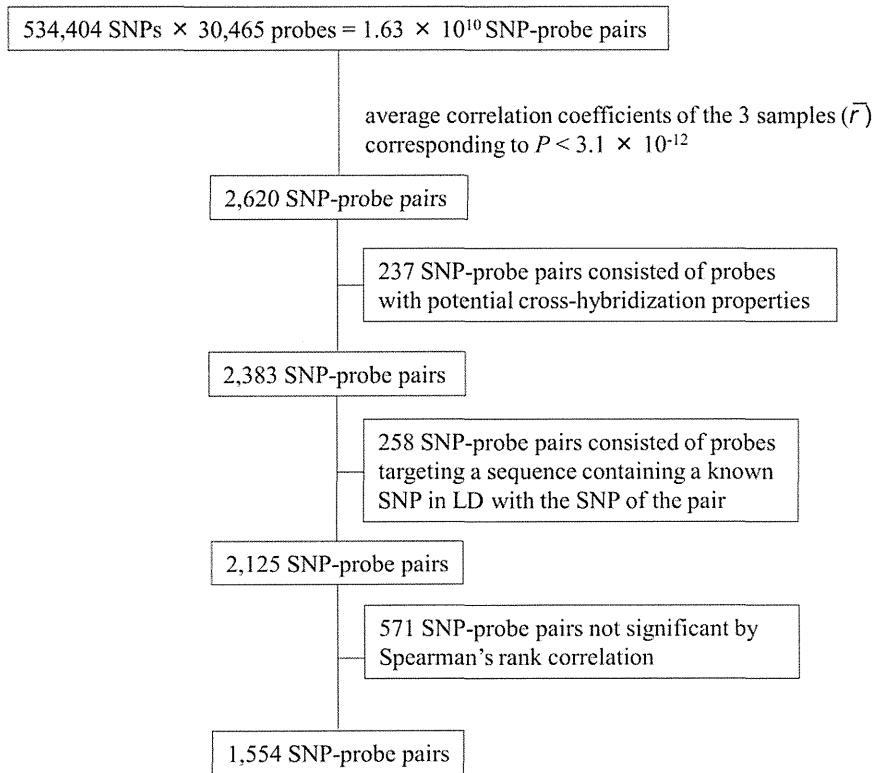 534,404 SNPs × 30,465 probes = 1.63 × 10¹⁰ SNP-probe pairs
average correlation coefficients of the 3 samples (r̄)
corresponding to P < 3.1 × 10⁻¹²
2,620 SNP-probe pairs
237 SNP-probe pairs consisted of probes
with potential cross-hybridization properties
2,383 SNP-probe pairs
258 SNP-probe pairs consisted of probes
targeting a sequence containing a known
SNP in LD with the SNP of the pair
2,125 SNP-probe pairs
571 SNP-probe pairs not significant by
Spearman's rank correlation
1,554 SNP-probe pairs